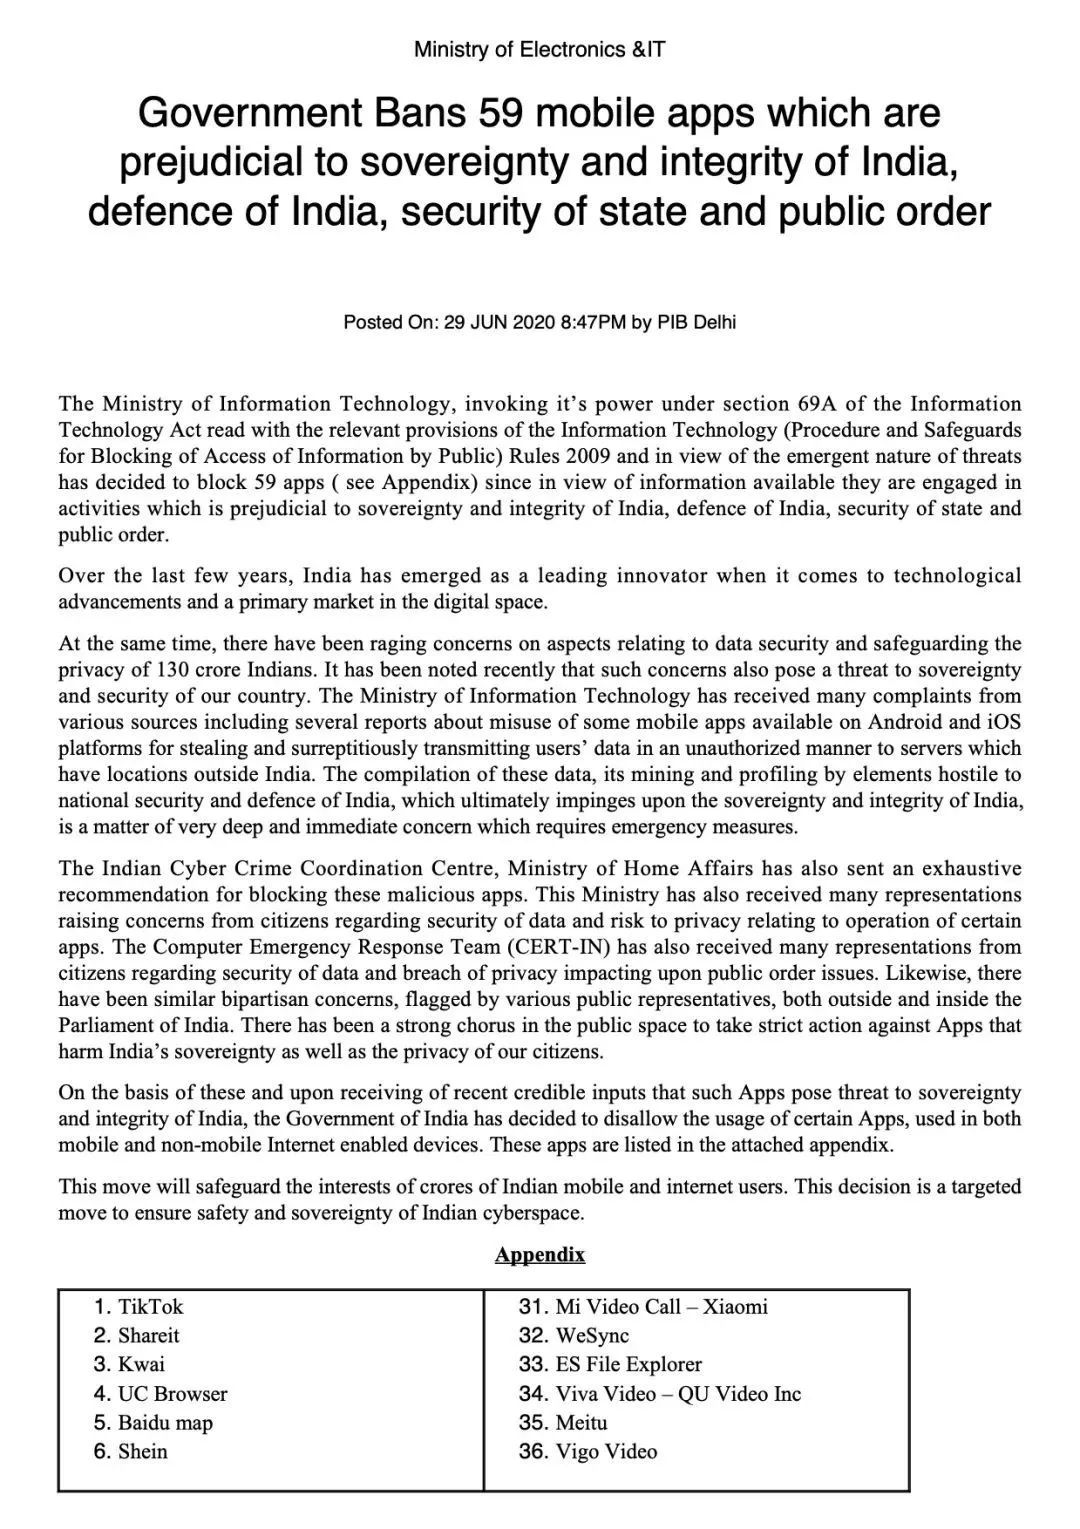 Ministry of Electronics &IT
Government Bans 59 mobile apps which are
prejudicial to sovereignty and integrity of India,
defence of India, security of state and public order
Posted On: 29 JUN 2020 8:47PM by PIB Delhi
The Ministry of Information Technology, invoking it’s power under section 69A of the Information
Technology Act read with the relevant provisions of the Information Technology (Procedure and Safeguards
for Blocking of Access of Information by Public) Rules 2009 and in view of the emergent nature of threats
has decided to block 59 apps ( see Appendix) since in view of information available they are engaged in
activities which is prejudicial to sovereignty and integrity of India, defence of India, security of state and
public order.
Over the last few years, India has emerged as a leading innovator when it comes to technological
advancements and a primary market in the digital space.
At the same time, there have been raging concerns on aspects relating to data security and safeguarding the
privacy of 130 crore Indians. It has been noted recently that such concerns also pose a threat to sovereignty
and security of our country. The Ministry of Information Technology has received many complaints from
various sources including several reports about misuse of some mobile apps available on Android and iOS
platforms for stealing and surreptitiously transmitting users’ data in an unauthorized manner to servers which
have locations outside India. The compilation of these data, its mining and profiling by elements hostile to
national security and defence of India, which ultimately impinges upon the sovereignty and integrity of India,
is a matter of very deep and immediate concern which requires emergency measures.
The Indian Cyber Crime Coordination Centre, Ministry of Home Affairs has also sent an exhaustive
recommendation for blocking these malicious apps. This Ministry has also received many representations
raising concerns from citizens regarding security of data and risk to privacy relating to operation of certain
apps. The Computer Emergency Response Team (CERT-IN) has also received many representations from
citizens regarding security of data and breach of privacy impacting upon public order issues. Likewise, there
have been similar bipartisan concerns, flagged by various public representatives, both outside and inside the
Parliament of India. There has been a strong chorus in the public space to take strict action against Apps that
harm India’s sovereignty as well as the privacy of our citizens.
On the basis of these and upon receiving of recent credible inputs that such Apps pose threat to sovereignty
and integrity of India, the Government of India has decided to disallow the usage of certain Apps, used in both
mobile and non-mobile Internet enabled devices. These apps are listed in the attached appendix.
This move will safeguard the interests of crores of Indian mobile and internet users. This decision is a targeted
move to ensure safety and sovereignty of Indian cyberspace.
Appendix
1. TikTok
2. Shareit
3. Kwai
4. UC Browser
5. Baidu map
6. Shein
31. Mi Video Call – Xiaomi
32. WeSync
33. ES File Explorer
34. Viva Video – QU Video Inc
35. Meitu
36. Vigo Video